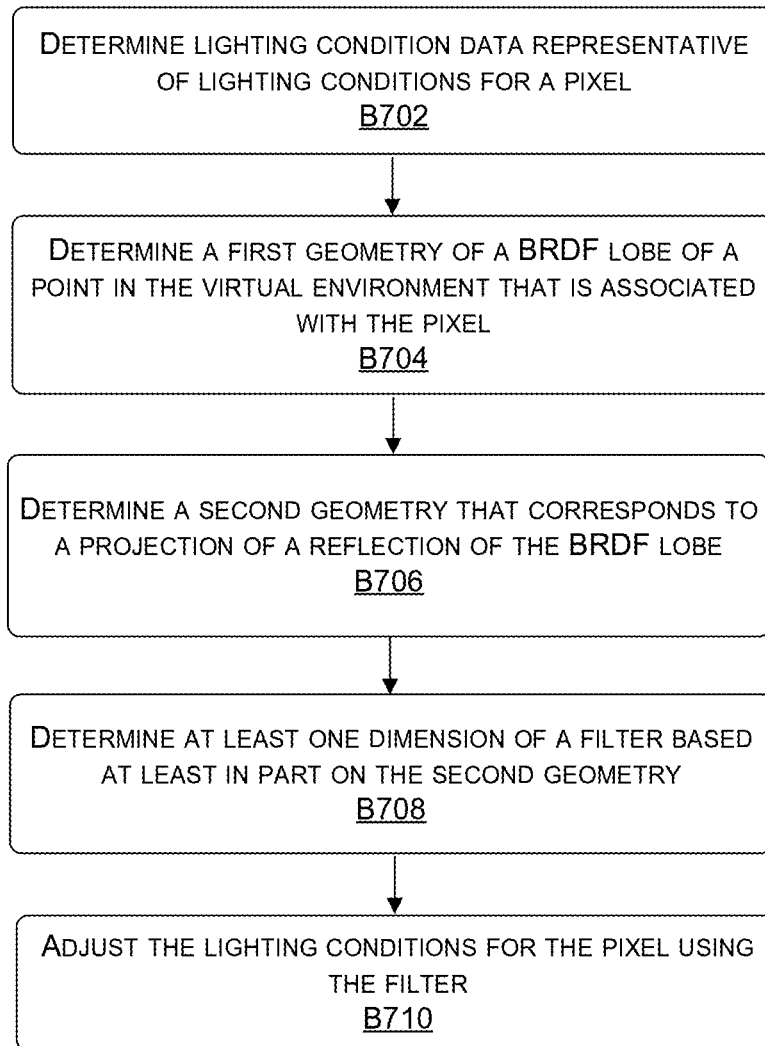 DETERMINE LIGHTING CONDITION DATA REPRESENTATIVE
OF LIGHTING CONDITIONS FOR A PIXEL
B702
DETERMINE A FIRST GEOMETRY OF A BRDF LOBE OF A
POINT IN THE VIRTUAL ENVIRONMENT THAT IS ASSOCIATED
WITH THE PIXEL
B704
DETERMINE A SECOND GEOMETRY THAT CORRESPONDS TO
A PROJECTION OF A REFLECTION OF THE BRDF LOBE
B706
DETERMINE AT LEAST ONE DIMENSION OF A FILTER BASED
AT LEAST IN PART ON THE SECOND GEOMETRY
B708
ADJUST THE LIGHTING CONDITIONS FOR THE PIXEL USING
THE FILTER
B710